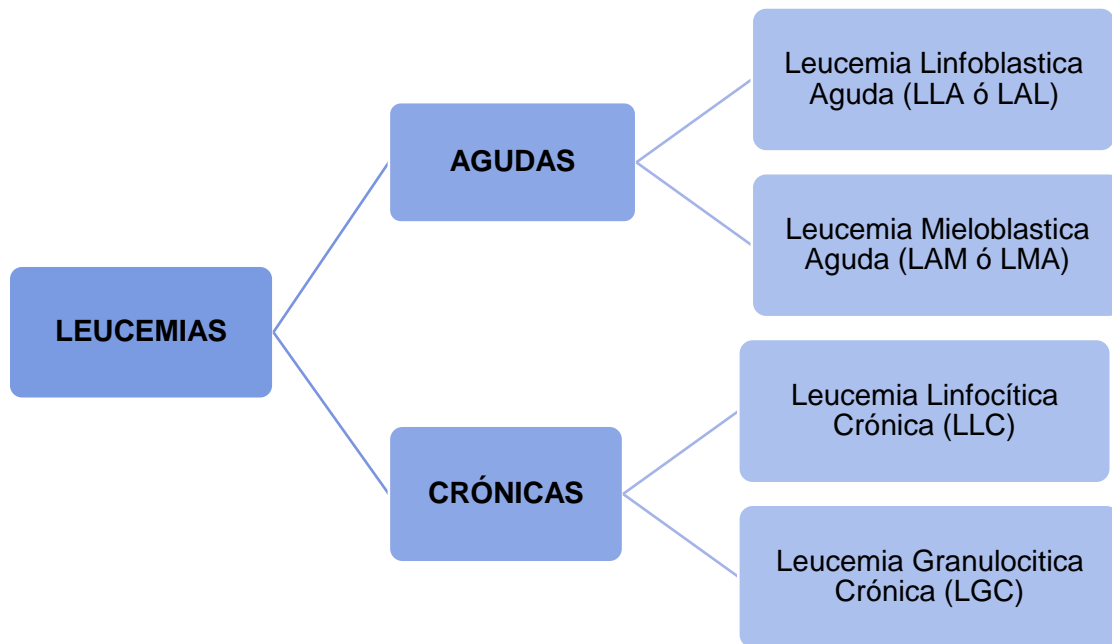 LEUCEMIAS
AGUDAS
Leucemia Linfoblastica
Aguda (LLA ó LAL)
Leucemia Mieloblastica
Aguda (LAM ó LMA)
CRÓNICAS
Leucemia Linfocítica
Crónica (LLC)
Leucemia Granulocitica
Crónica (LGC)